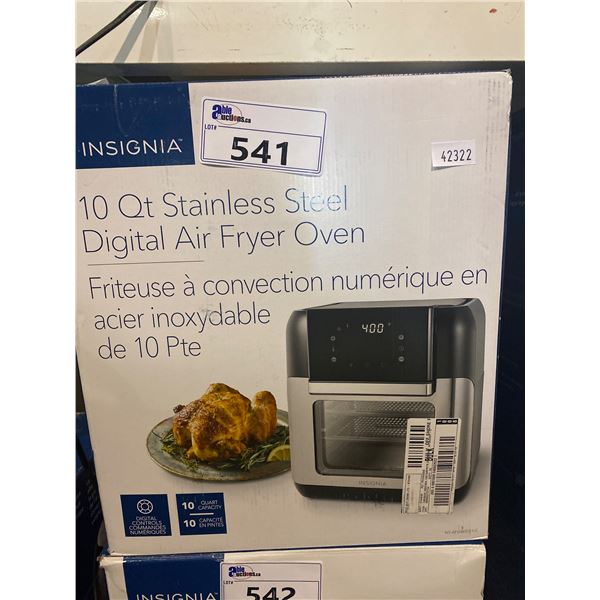 able
auctions.ca
LOT#
541
INSIGNIA™
42322
10 Qt Stainless Steel
Digital Air Fryer Oven
Friteuse à convection numérique en
acier inoxydable
de 10 Pte
400
INSIGNIA
DIGITAL
CONTROLS
COMMANDES
NUMÉRIQUES
10 QUART
CAPACITY
10 CAPACITÉ
EN PINTES
able
auctions.ca
LOT#
542
INSIGNIA™